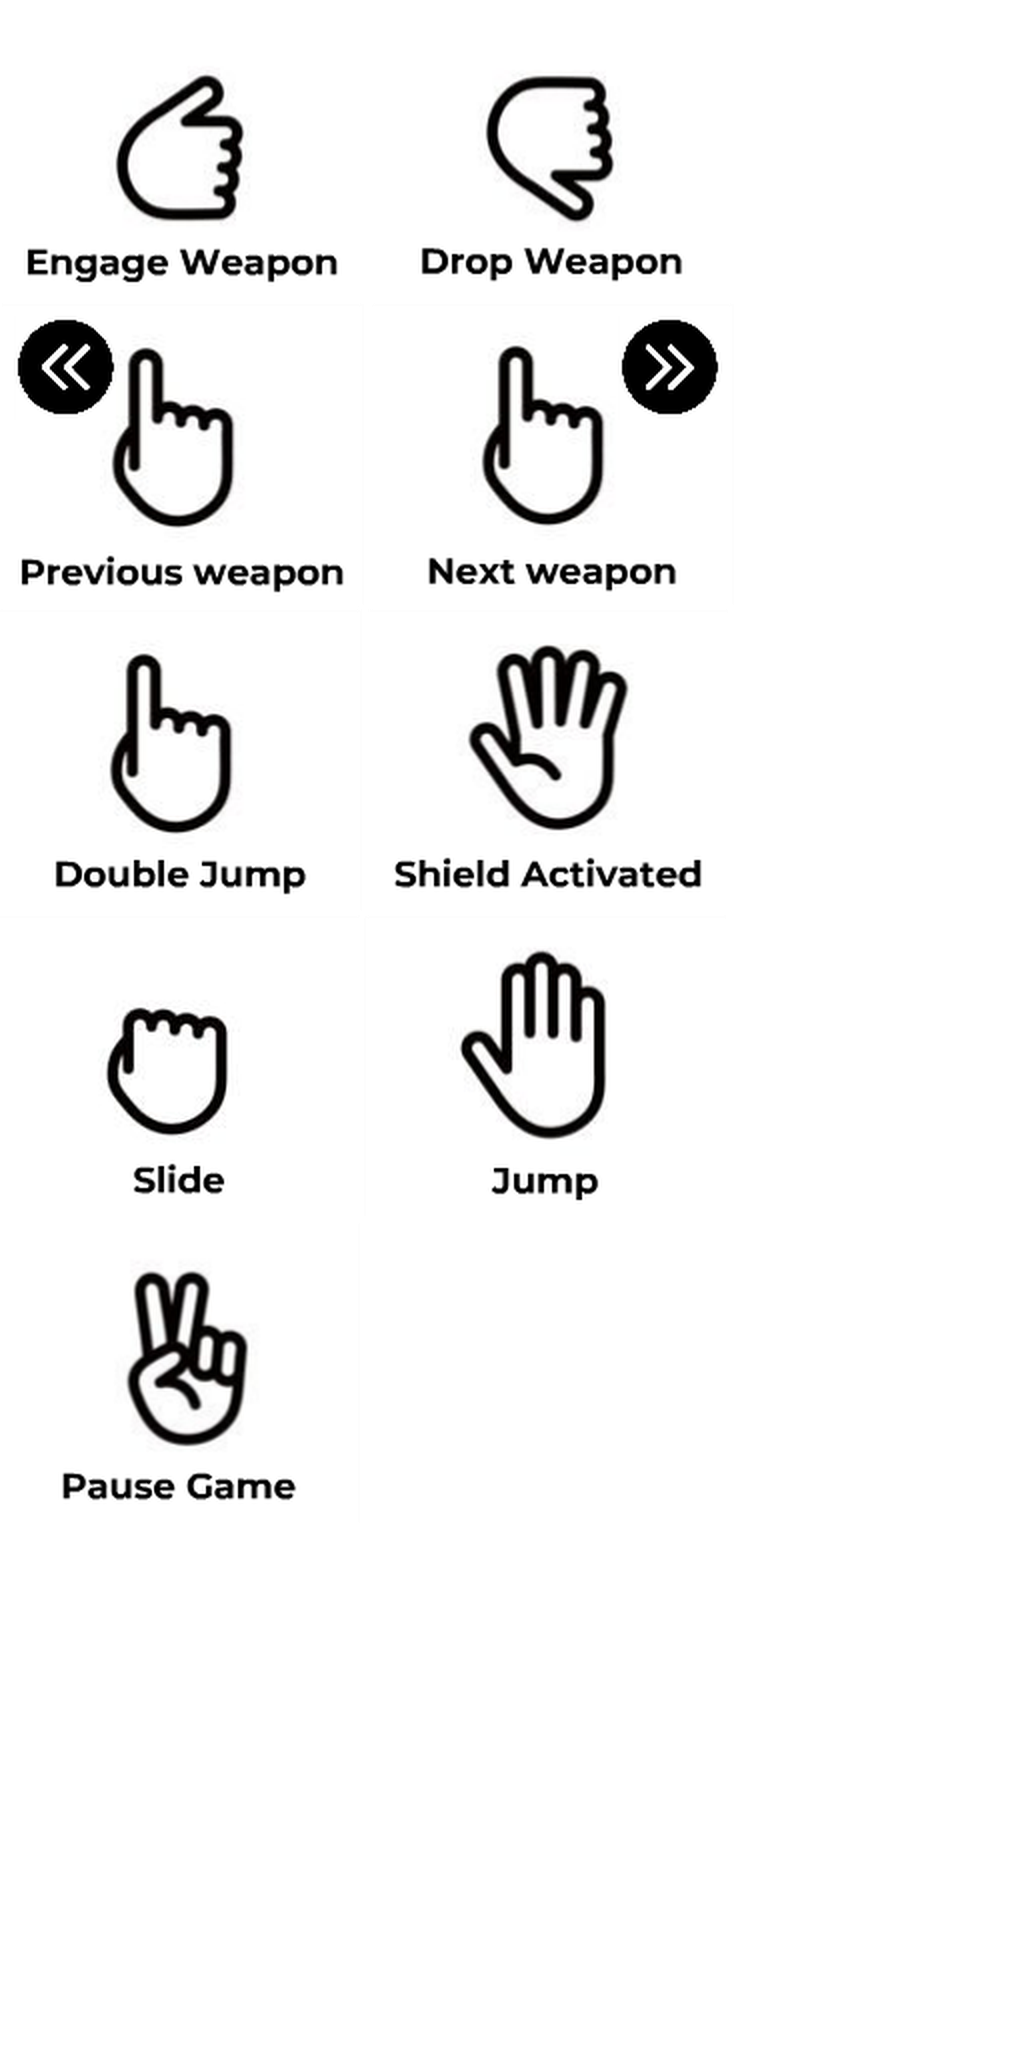 Engage Weapon
Drop Weapon
Previous weapon
Next weapon
Double Jump
Shield Activated
Slide
Jump
Pause Game